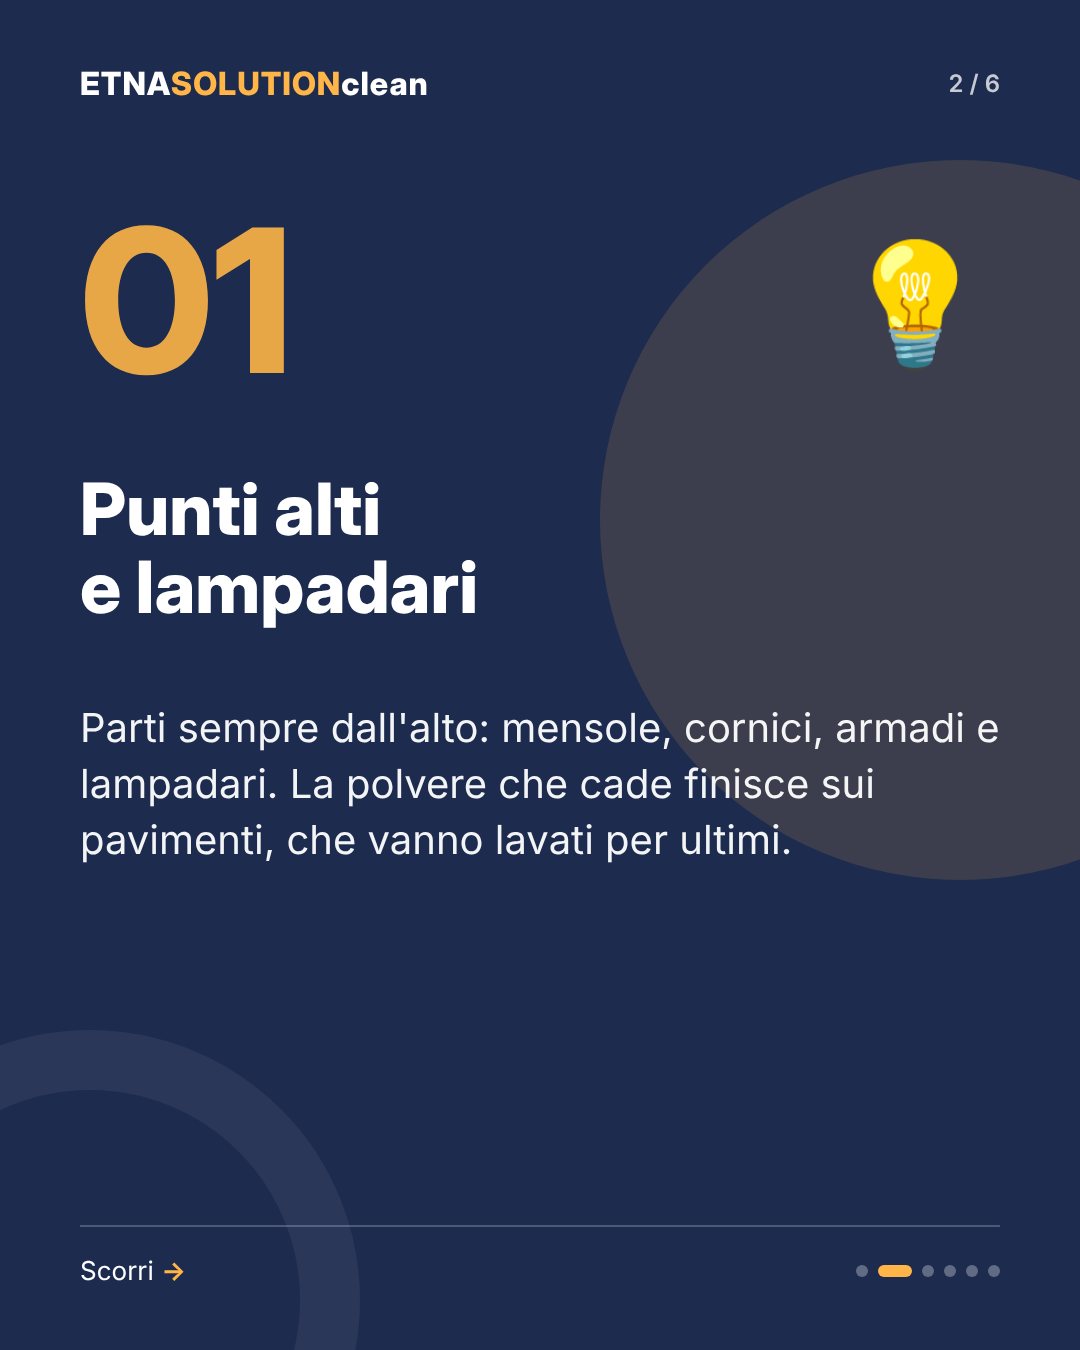 ETNASOLUTIONclean
2 / 6
01
Punti alti
e lampadari
Parti sempre dall'alto: mensole, cornici, armadi e
lampadari. La polvere che cade finisce sui
pavimenti, che vanno lavati per ultimi.
Scorri →